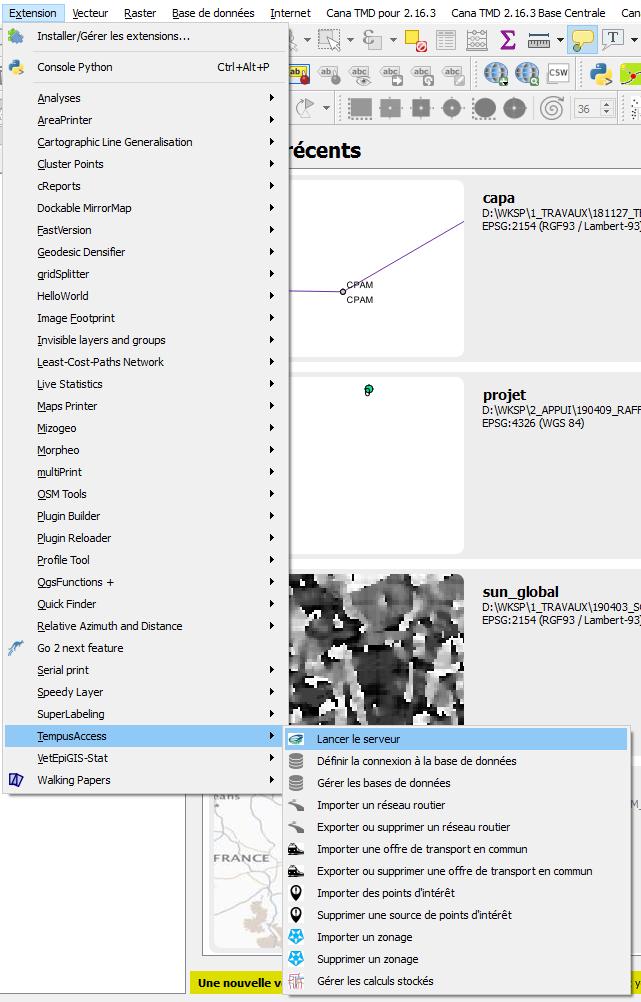 Extension Vecteur Raster Base de données Internet Cana TMD pour 2.16.3 Cana TMD 2.16.3 Base Centrale
Installer/Gérer les extensions...
Console Python Ctrl+Alt+P
abc abc abc abc abc CSW T
Analyses
AreaPrinter
36
Cartographic Line Generalisation
récents
Cluster Points
cReports
capa
Dockable MirrorMap
D:\WKSP\1_TRAVAUX\181127_T
FastVersion
EPSG:2154 (RGF93 / Lambert-93)
Geodesic Densifier
gridSplitter
CPAM
HelloWorld
CPAM
Image Footprint
Invisible layers and groups
Least-Cost-Paths Network
Live Statistics
projet
Maps Printer
D:\WKSP\2_APPUI\190409_RAFF
Mizogeo
EPSG:4326 (WGS 84)
Morpheo
multiPrint
OSM Tools
Plugin Builder
Plugin Reloader
Profile Tool
QgsFunctions +
sun_global
Quick Finder
D:\WKSP\1_TRAVAUX\190403_S
Relative Azimuth and Distance
EPSG:2154 (RGF93 / Lambert-93)
Go 2 next feature
Serial print
Speedy Layer
SuperLabeling
TempusAccess
Lancer le serveur
VetEpiGIS-Stat
Définir la connexion à la base de données
Walking Papers
Gérer les bases de données
Importer un réseau routier
Exporter ou supprimer un réseau routier
Importer une offre de transport en commun
FRANCE
Exporter ou supprimer une offre de transport en commun
Importer des points d'intérêt
Supprimer une source de points d'intérêt
Importer un zonage
Supprimer un zonage
Gérer les calculs stockés
Une nouvelle